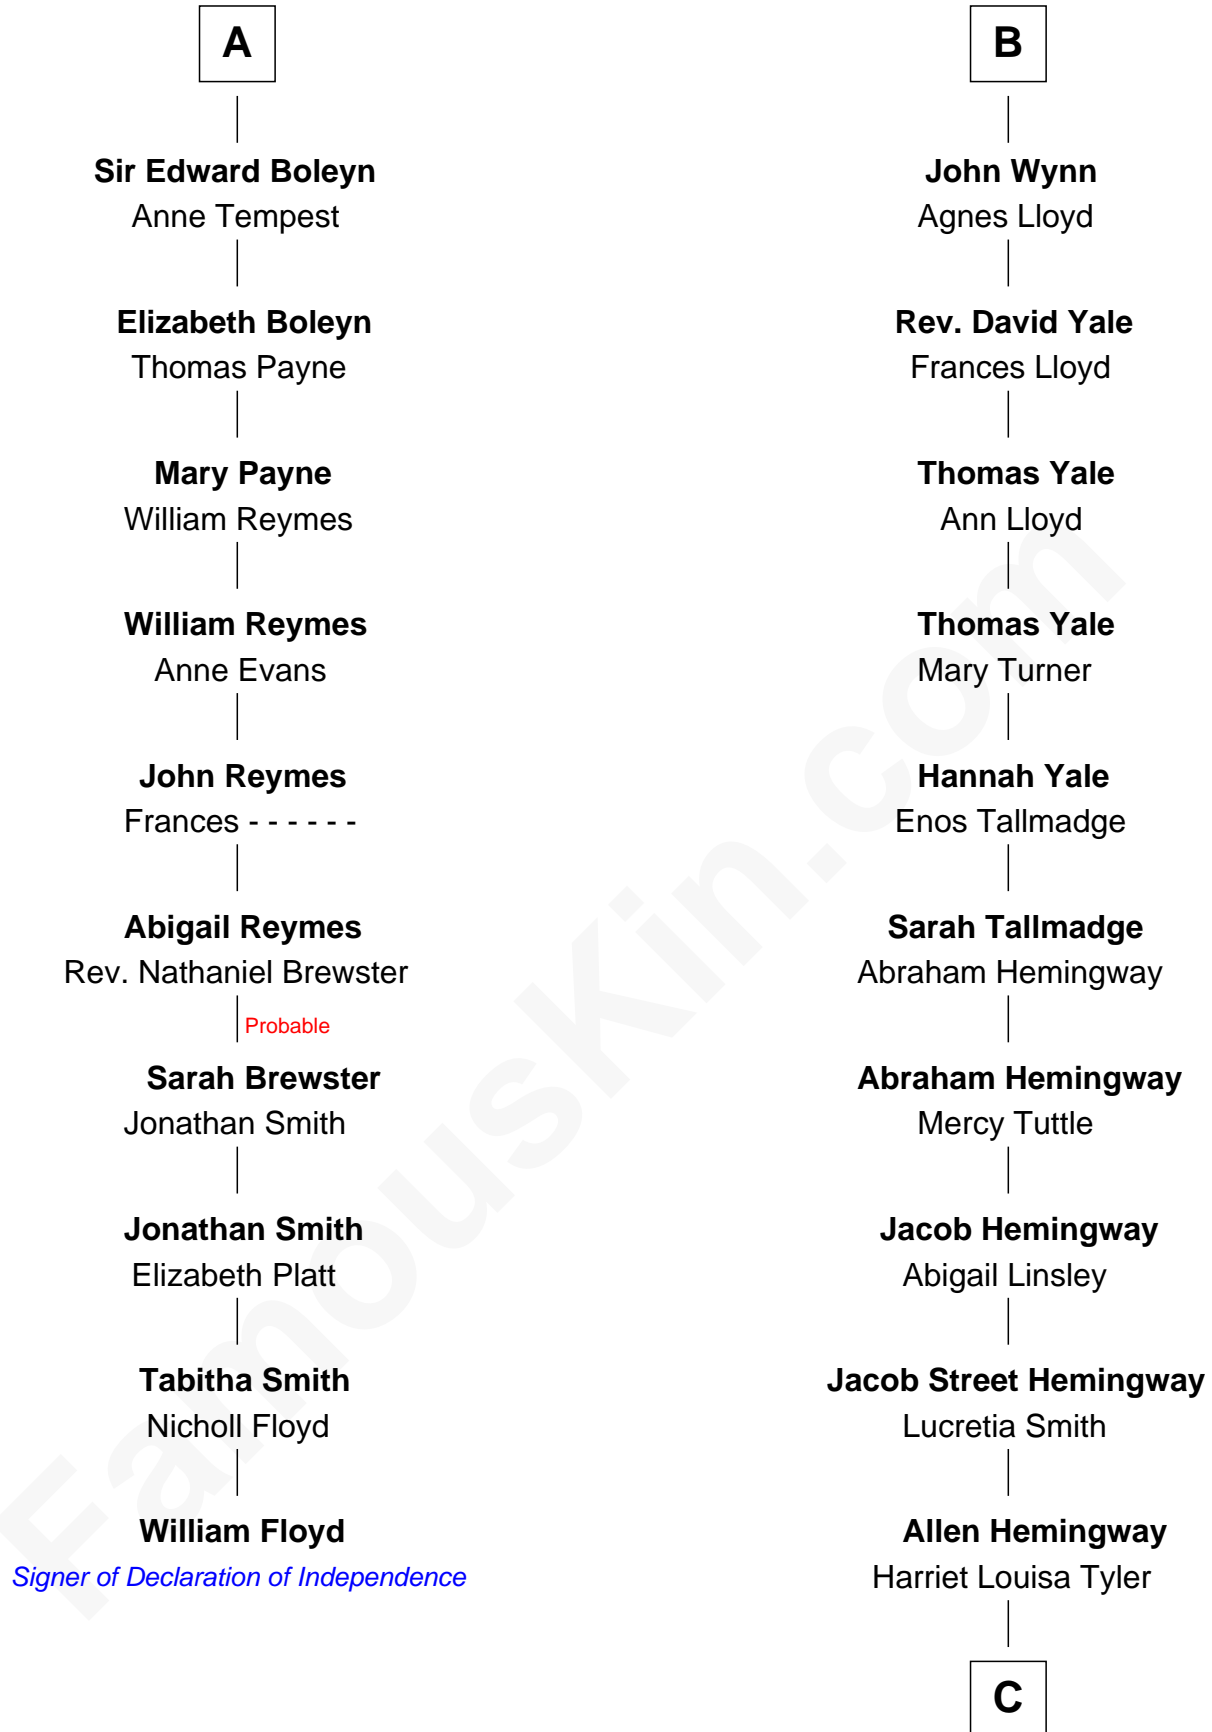 A
Sir Edward Boleyn
Anne Tempest
Elizabeth Boleyn
Thomas Payne
Mary Payne
William Reymes
William Reymes
Anne Evans
John Reymes
Frances - - - - - -
Abigail Reymes
Rev. Nathaniel Brewster
Probable
Sarah Brewster
Jonathan Smith
Jonathan Smith
Elizabeth Platt
Tabitha Smith
Nicholl Floyd
William Floyd
Signer of Declaration of Independence
B
John Wynn
Agnes Lloyd
Rev. David Yale
Frances Lloyd
Thomas Yale
Ann Lloyd
Thomas Yale
Mary Turner
Hannah Yale
Enos Tallmadge
Sarah Tallmadge
Abraham Hemingway
Abraham Hemingway
Mercy Tuttle
Jacob Hemingway
Abigail Linsley
Jacob Street Hemingway
Lucretia Smith
Allen Hemingway
Harriet Louisa Tyler
C
FamousKin.com